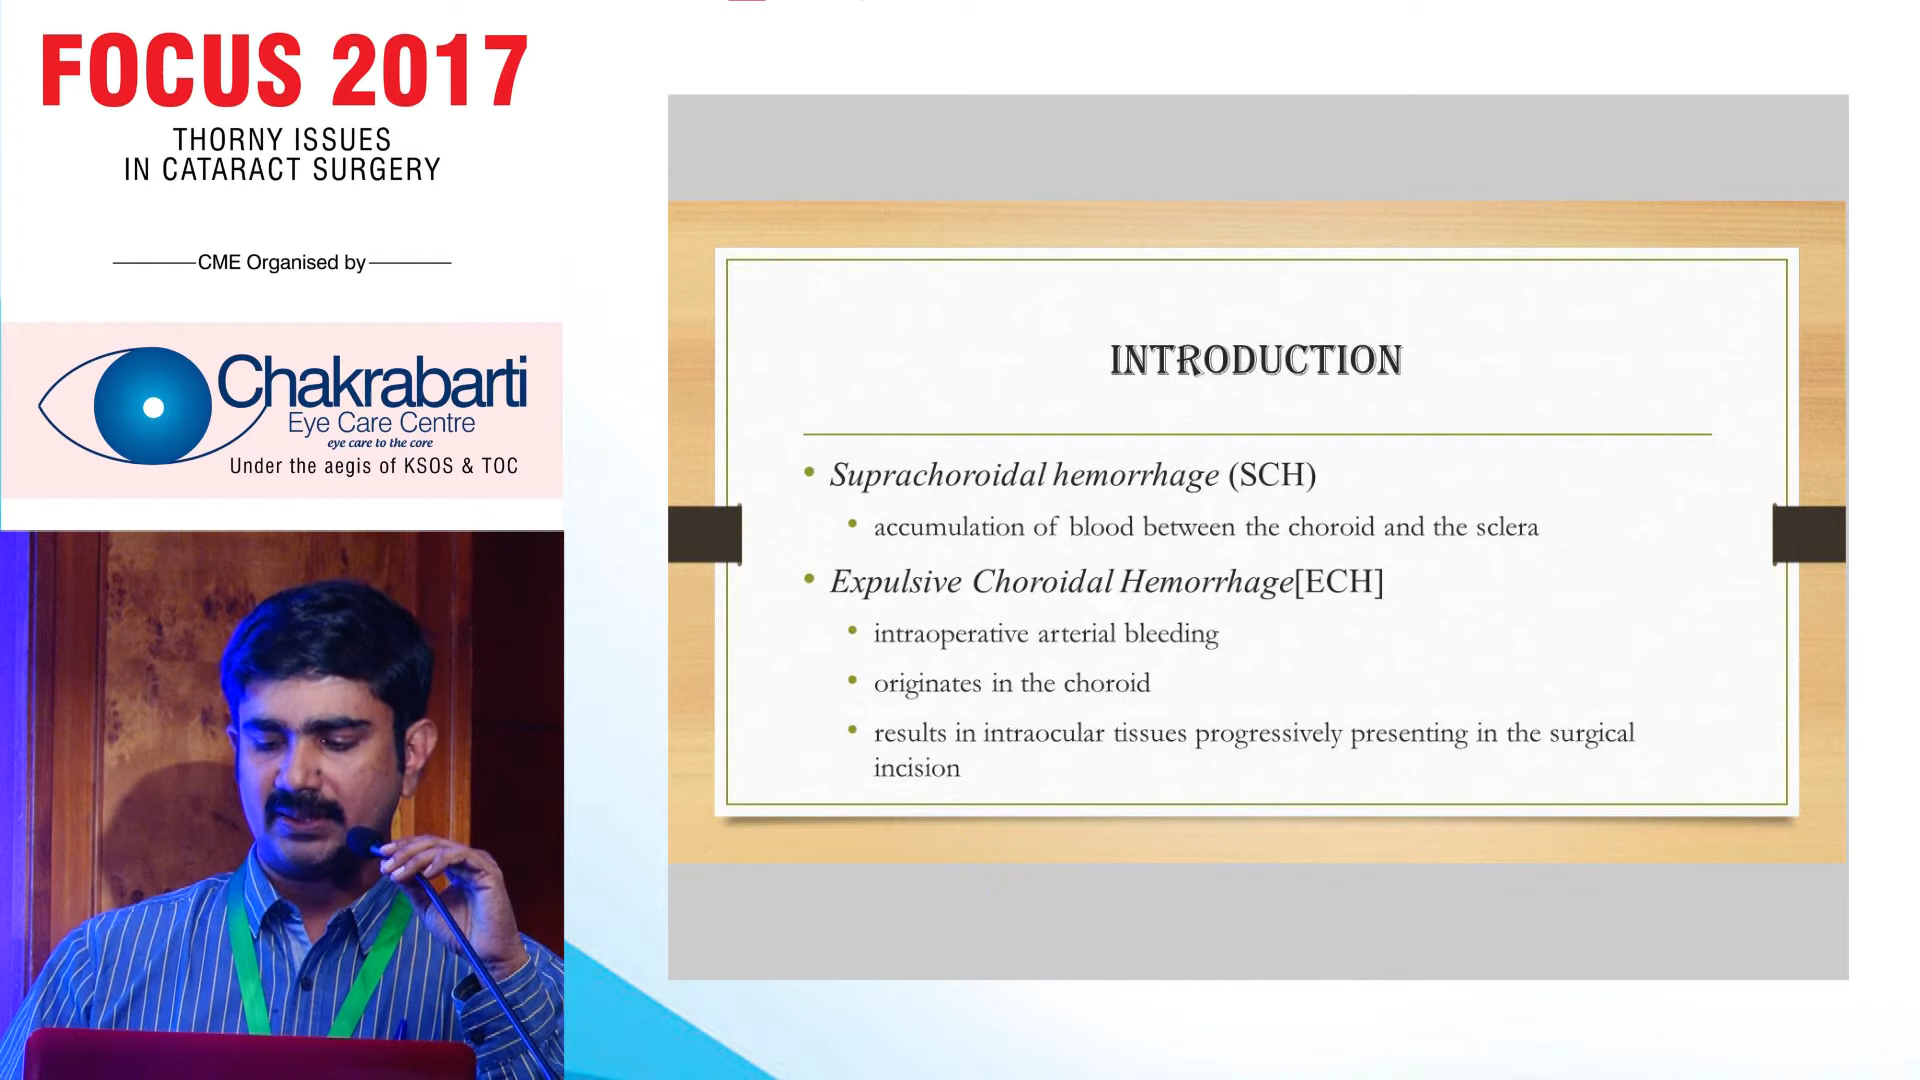 FOCUS 2017
THORNY ISSUES
IN CATARACT SURGERY
CME Organised by
Chakrabarti
Eye Care Centre
eye care to the core
Under the aegis of KSOS & TOC
INTRODUCTION
• Suprachoroidal hemorrhage (SCH)
• accumulation of blood between the choroid and the sclera
• Expulsive Choroidal Hemorrhage[ECH]
• intraoperative arterial bleeding
• originates in the choroid
• results in intraocular tissues progressively presenting in the surgical
incision